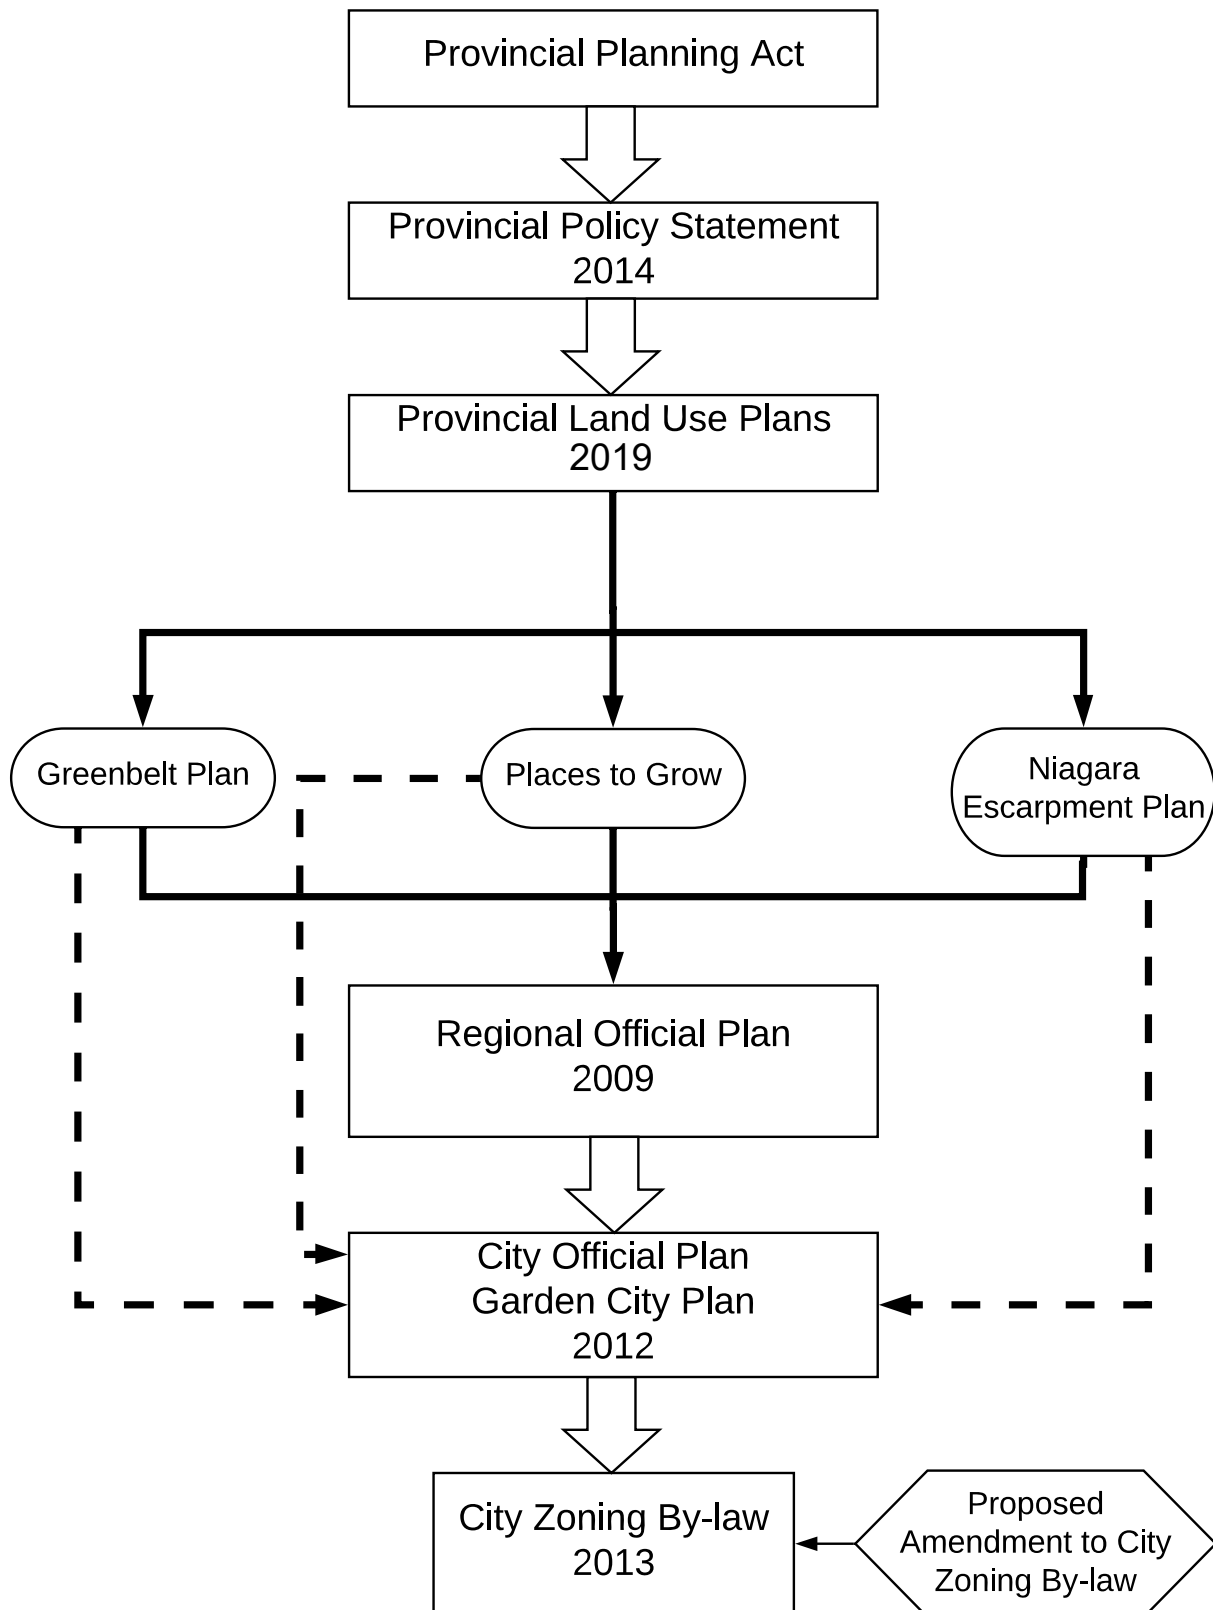 Provincial Planning Act
Provincial Policy Statement
2014
Provincial Land Use Plans
2019
Greenbelt Plan
Places to Grow
Niagara
Escarpment Plan
Regional Official Plan
2009
City Official Plan
Garden City Plan
2012
City Zoning By-law
2013
Proposed
Amendment to City
Zoning By-law